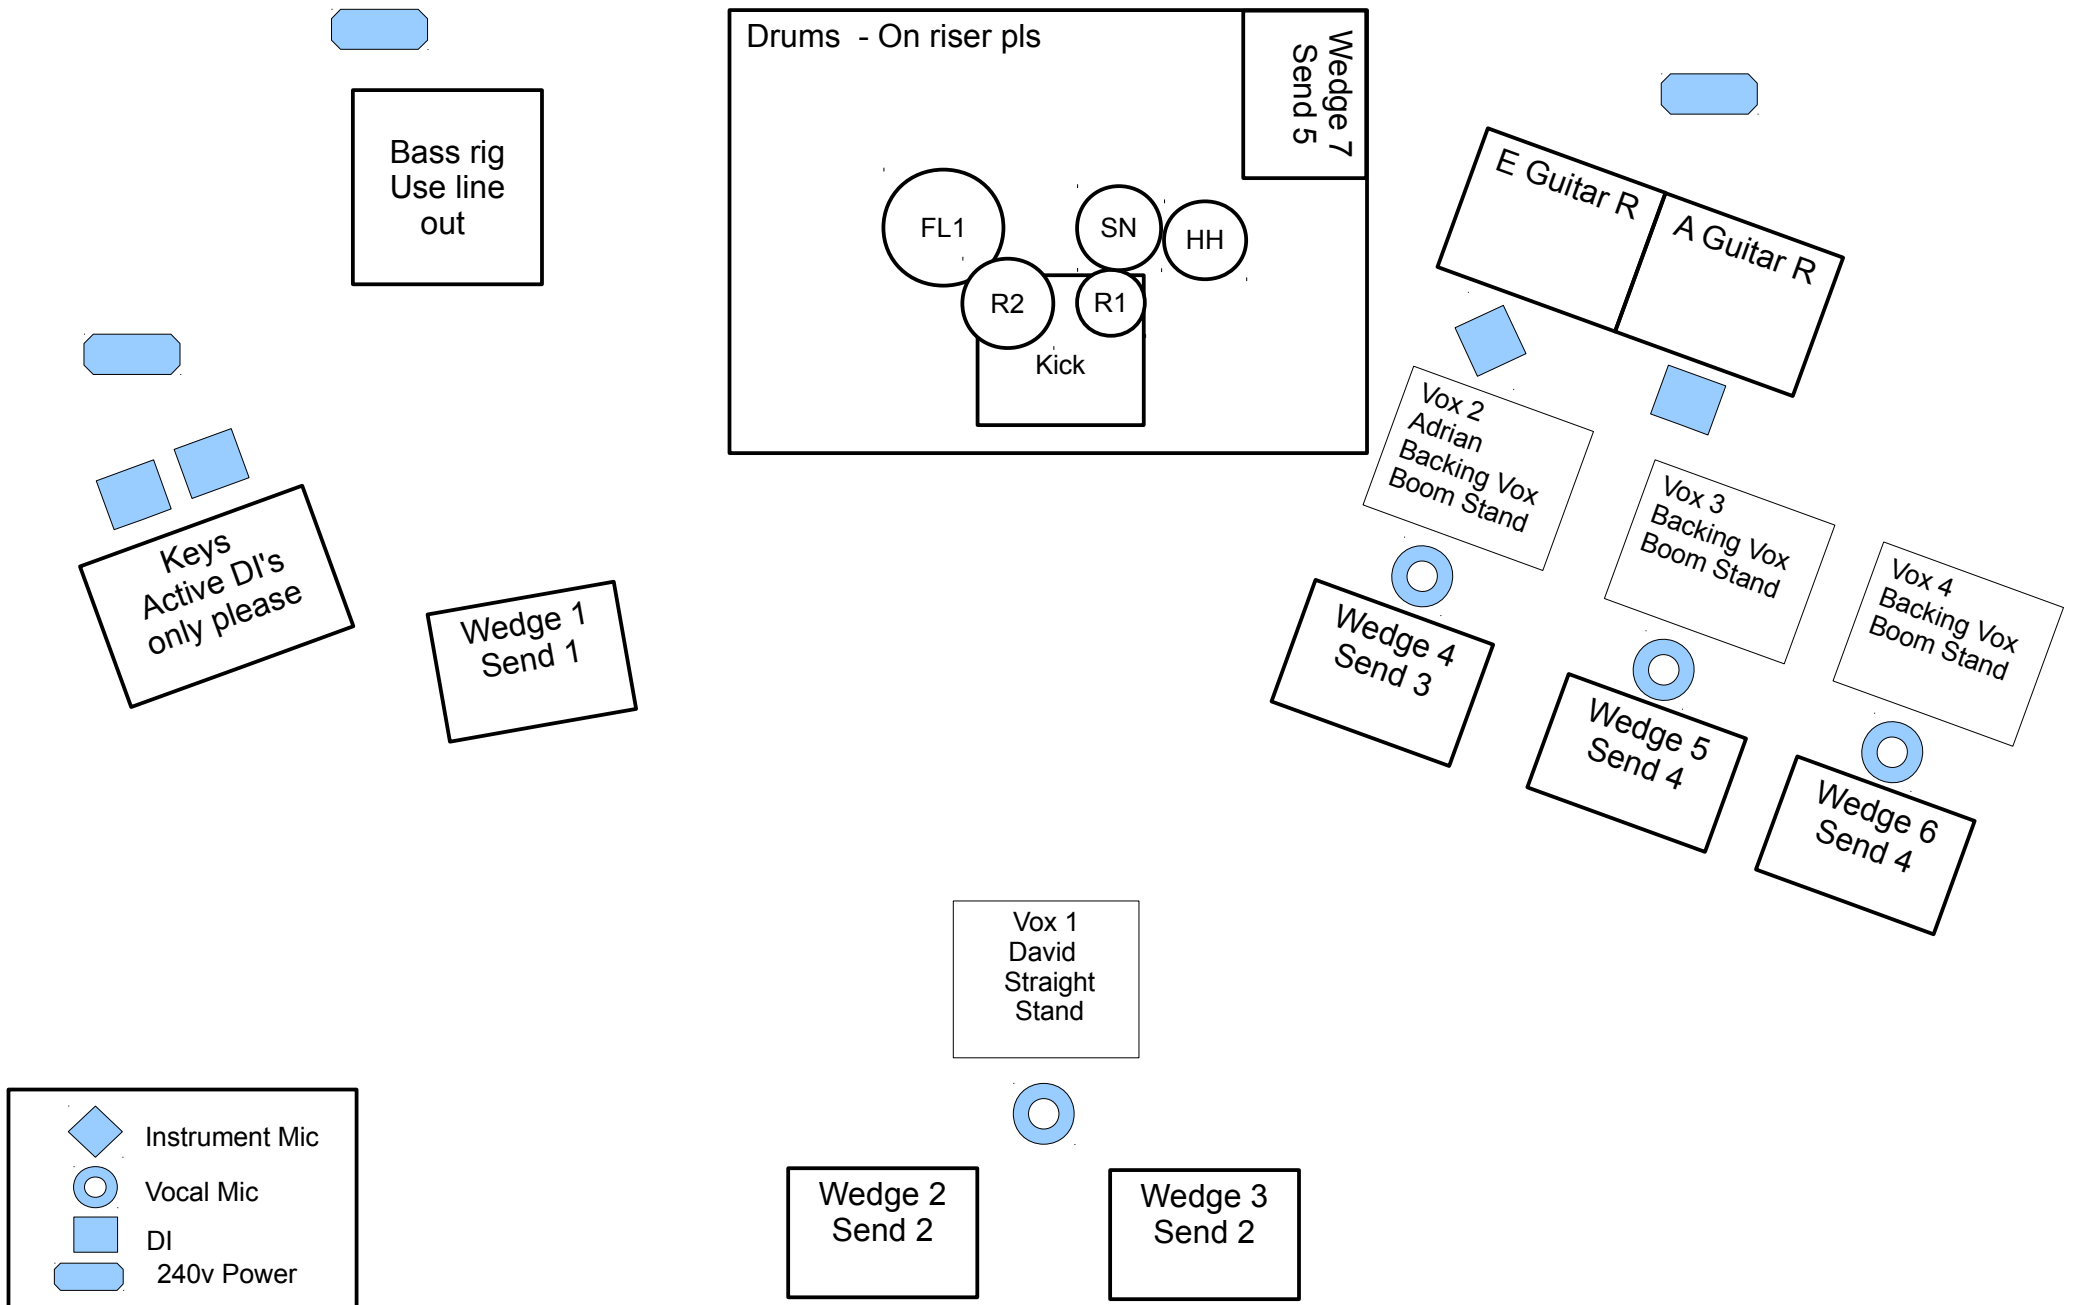 Drums  - On riser pls
Wedge 7
Send 5
Bass rig
Use line
out
E Guitar R
A Guitar R
FL1
SN
HH
R2
R1
Kick
Vox 2
Adrian
Backing Vox
Boom Stand
Vox 3
Backing Vox
Boom Stand
Vox 4
Backing Vox
Boom Stand
Keys
Active DI's
only please
Wedge 1
Send 1
Wedge 4
Send 3
Wedge 5
Send 4
Wedge 6
Send 4
Vox 1
David
Straight
Stand
Wedge 2
Send 2
Wedge 3
Send 2
Instrument Mic
Vocal Mic
DI
240v Power